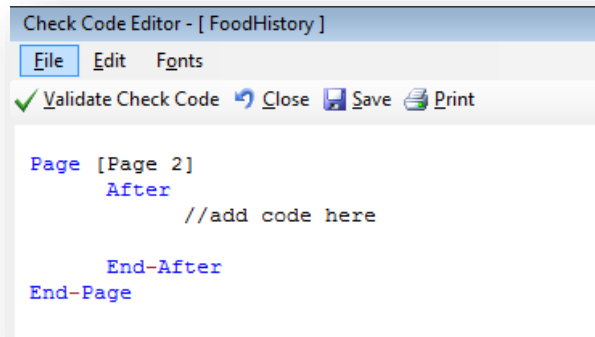 Check Code Editor - [ FoodHistory ]
File Edit Fonts
Validate Check Code Close Save Print
Page [Page 2]
After
//add code here
End-After
End-Page